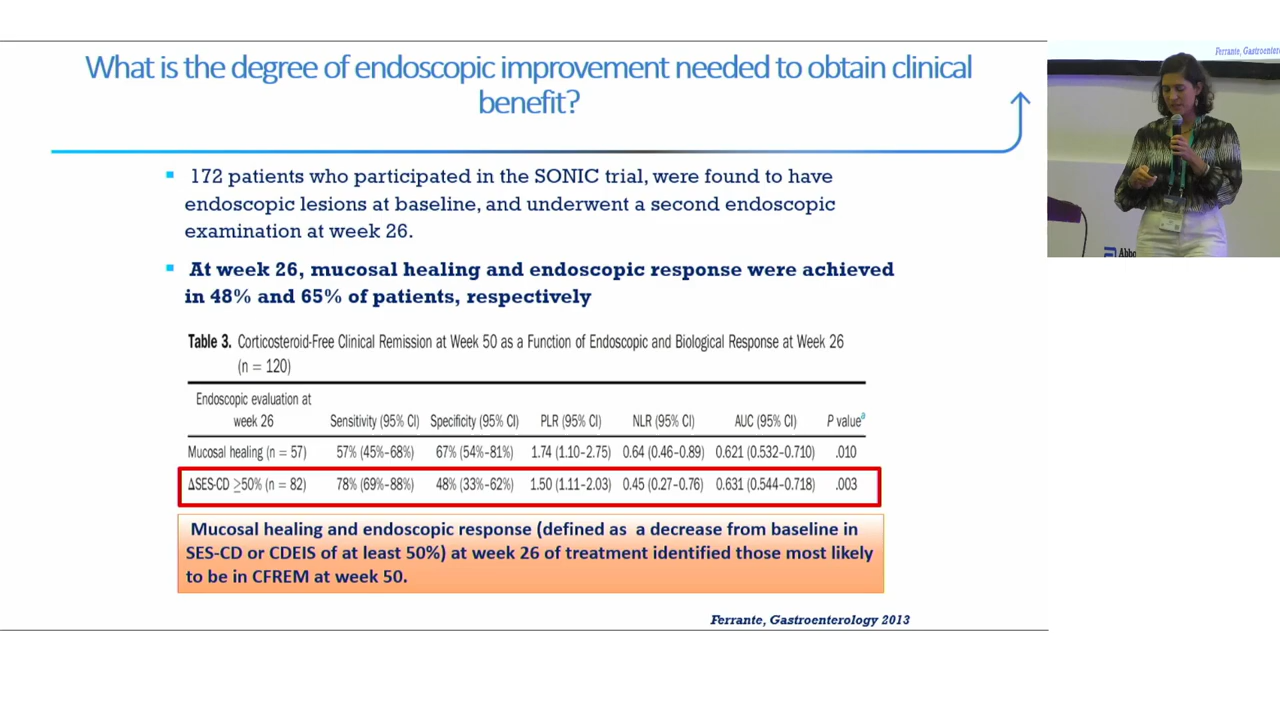 What is the degree of endoscopic improvement needed to obtain clinical
benefit?
172 patients who participated in the SONIC trial, were found to have
endoscopic lesions at baseline, and underwent a second endoscopic
examination at week 26.
At week 26, mucosal healing and endoscopic response were achieved
in 48% and 65% of patients, respectively
Table 3. Corticosteroid-Free Clinical Remission at Week 50 as a Function of Endoscopic and Biological Response at Week 26
(n = 120)
Endoscopic evaluation at
week 26 Sensitivity (95% CI) Specificity (95% CI) PLR (95% CI) NLR (95% CI) AUC (95% CI) P valueᵃ
Mucosal healing (n = 57) 57% (45%–68%) 67% (54%–81%) 1.74 (1.10–2.75) 0.64 (0.46–0.89) 0.621 (0.532–0.710) .010
ΔSES-CD ≥50% (n = 82) 78% (69%–88%) 48% (33%–62%) 1.50 (1.11–2.03) 0.45 (0.27–0.76) 0.631 (0.544–0.718) .003
Mucosal healing and endoscopic response (defined as a decrease from baseline in
SES-CD or CDEIS of at least 50%) at week 26 of treatment identified those most likely
to be in CFREM at week 50.
Ferrante, Gastroenterology 2013
Ferrante, Gastroenterol
Abbo